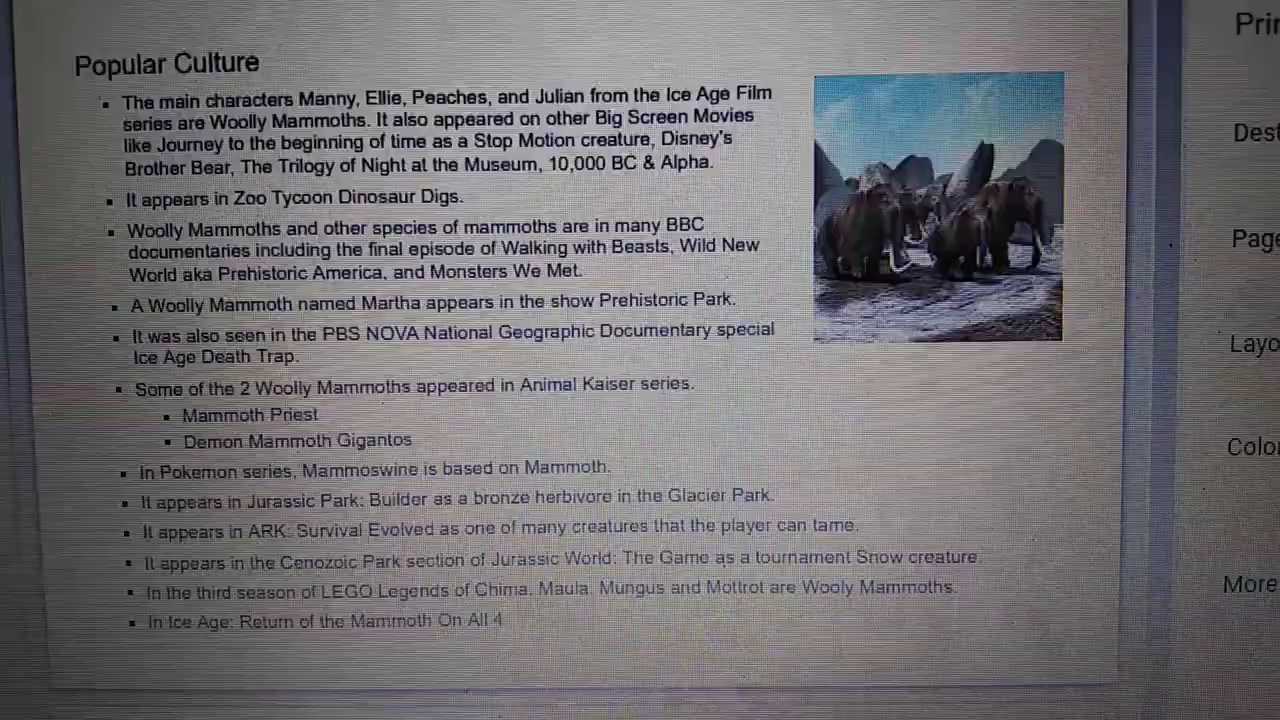 Popular Culture
The main characters Manny, Ellie, Peaches, and Julian from the Ice Age Film
series are Woolly Mammoths. It also appeared on other Big Screen Movies
like Journey to the beginning of time as a Stop Motion creature, Disney's
Brother Bear, The Trilogy of Night at the Museum, 10,000 BC & Alpha.
It appears in Zoo Tycoon Dinosaur Digs.
Woolly Mammoths and other species of mammoths are in many BBC
documentaries including the final episode of Walking with Beasts, Wild New
World aka Prehistoric America, and Monsters We Met.
A Woolly Mammoth named Martha appears in the show Prehistoric Park.
It was also seen in the PBS NOVA National Geographic Documentary special
Ice Age Death Trap.
Some of the 2 Woolly Mammoths appeared in Animal Kaiser series.
Mammoth Priest
Demon Mammoth Gigantos
In Pokemon series, Mammoswine is based on Mammoth.
It appears in Jurassic Park: Builder as a bronze herbivore in the Glacier Park.
It appears in ARK: Survival Evolved as one of many creatures that the player can tame.
It appears in the Cenozoic Park section of Jurassic World: The Game as a tournament Snow creature.
In the third season of LEGO Legends of Chima, Maula, Mungus and Mottrot are Wooly Mammoths.
In Ice Age: Return of the Mammoth On All 4
Prin
Dest
Page
Layo
Color
More